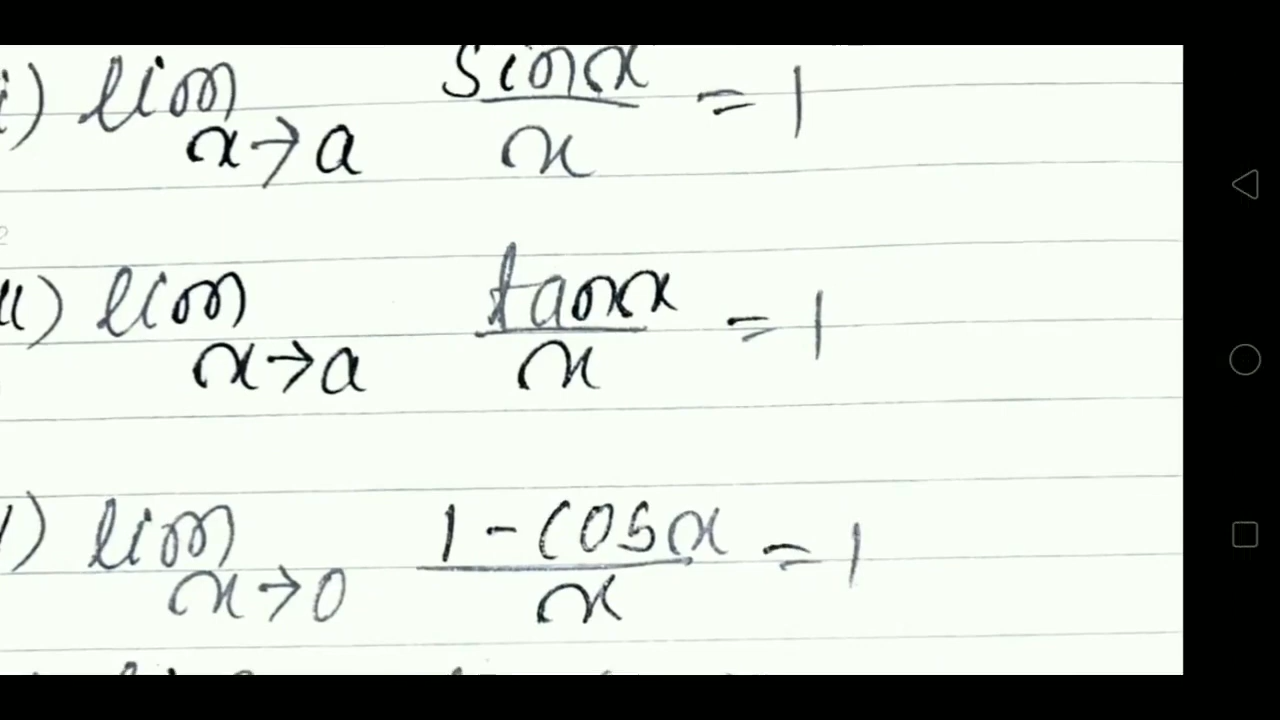 i) lim x→a sinx/x = 1
ii) lim x→a tanx/x = 1
) lim x→0 1-cosx/x = 1